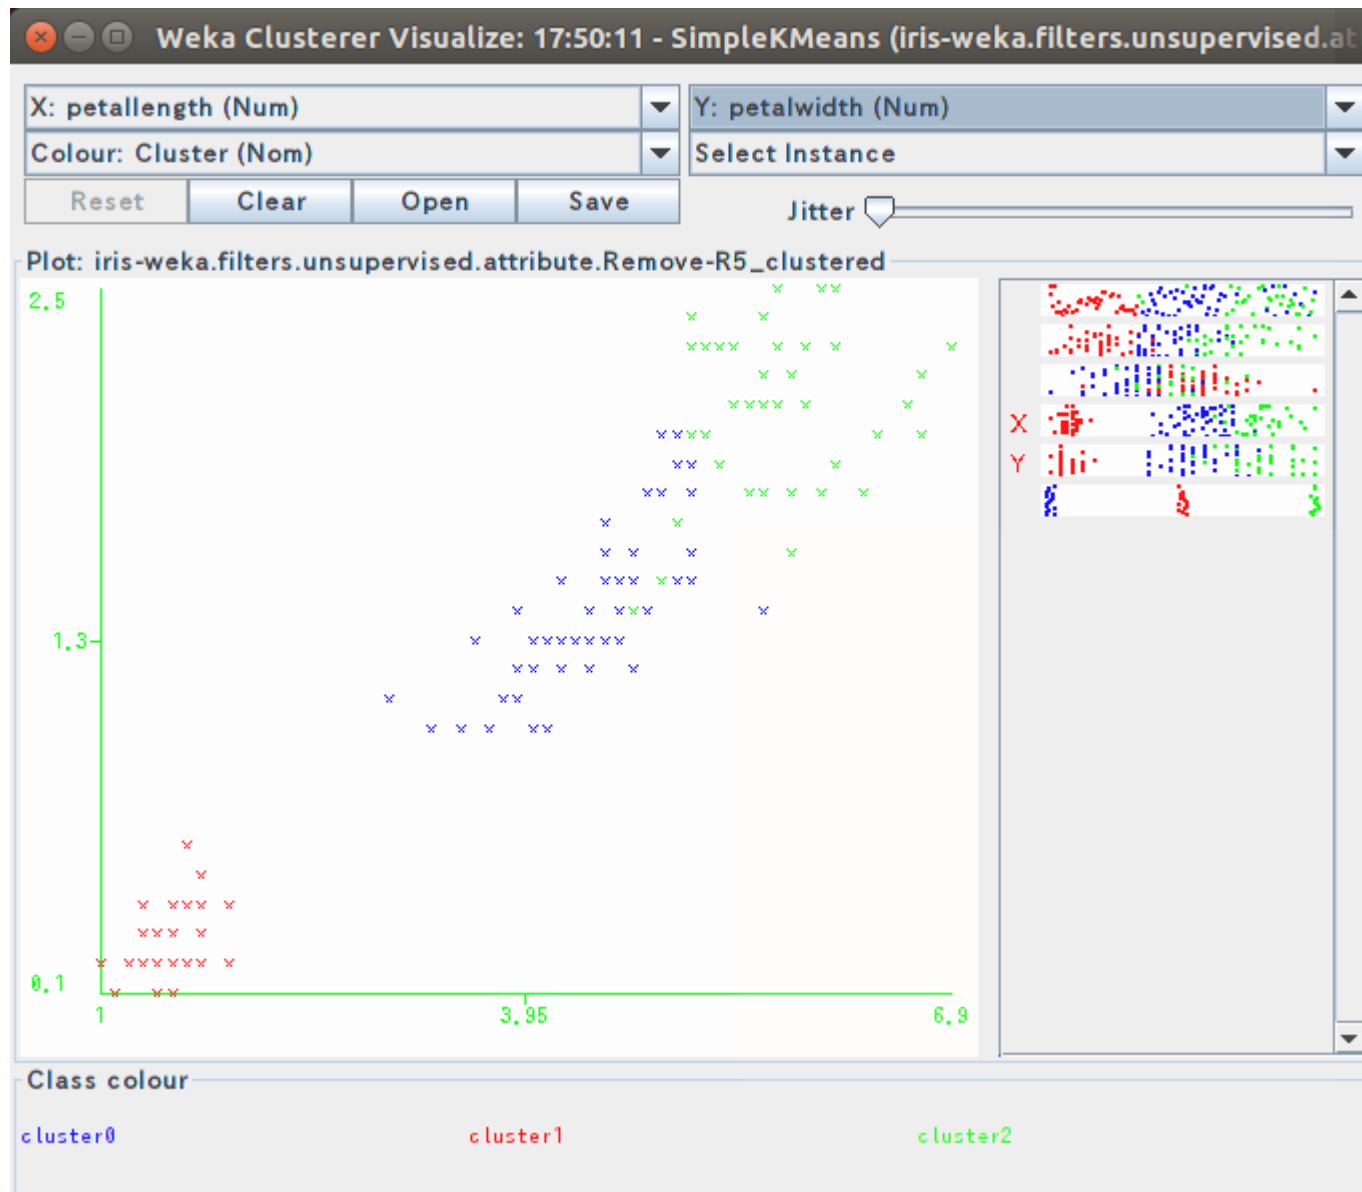 Weka Clusterer Visualize: 17:50:11 - SimpleKMeans (iris-weka.filters.unsupervised.at
X: petallength (Num)
Y: petalwidth (Num)
Colour: Cluster (Nom)
Select Instance
Reset
Clear
Open
Save
Jitter
Plot: iris-weka.filters.unsupervised.attribute.Remove-R5_clustered
2.5
1.3
0.1
1
3.95
6.9
X
Y
Class colour
cluster0
cluster1
cluster2